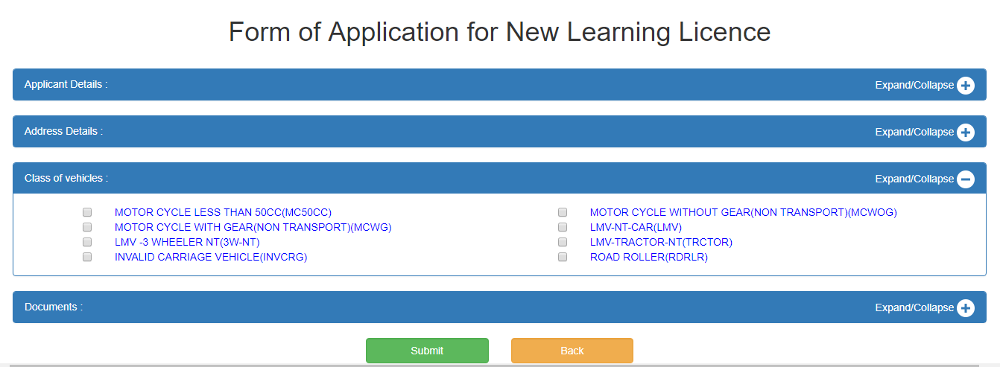 Form of Application for New Learning Licence
Applicant Details :
Expand/Collapse
Address Details :
Expand/Collapse
Class of vehicles :
Expand/Collapse
MOTOR CYCLE LESS THAN 50CC(MC50CC)
MOTOR CYCLE WITHOUT GEAR(NON TRANSPORT)(MCWOG)
MOTOR CYCLE WITH GEAR(NON TRANSPORT)(MCWG)
LMV-NT-CAR(LMV)
LMV -3 WHEELER NT(3W-NT)
LMV-TRACTOR-NT(TRCTOR)
INVALID CARRIAGE VEHICLE(INVCRG)
ROAD ROLLER(RDRLR)
Documents :
Expand/Collapse
Submit
Back